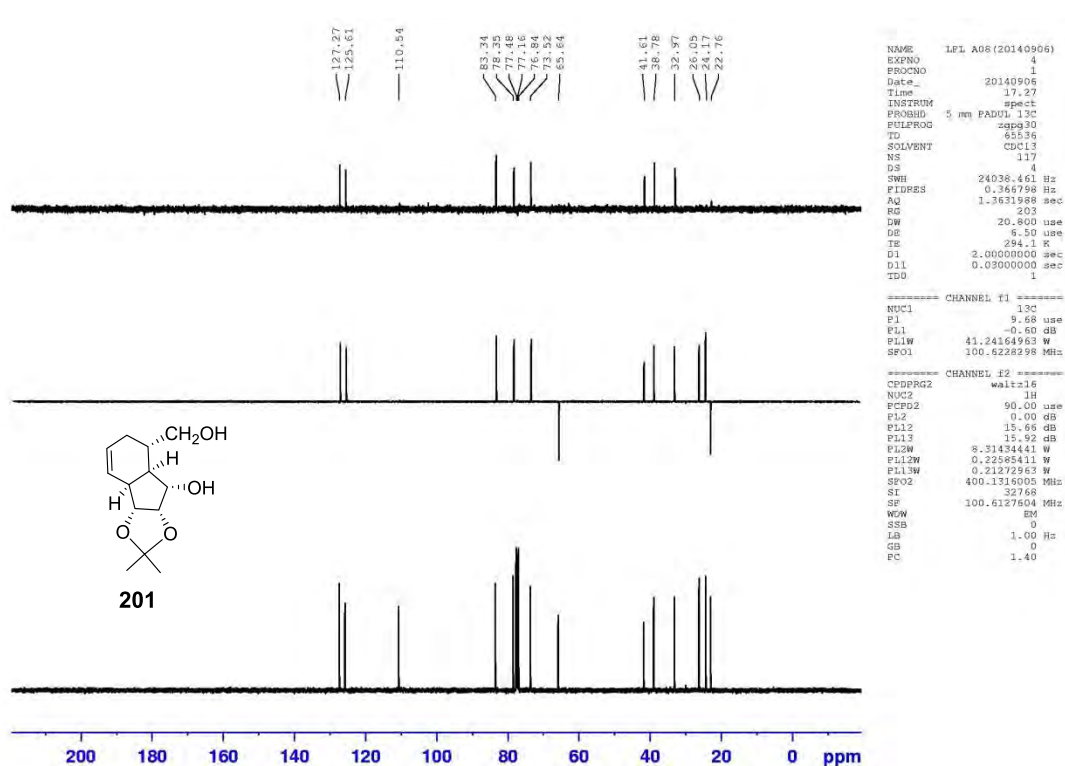 127.27
125.61
110.54
83.34
78.35
77.48
77.16
76.84
73.52
65.64
41.61
38.78
32.97
26.05
24.17
22.76
NAME LFL A08(20140906)
EXPNO 4
PROCNO 1
Date_ 20140906
Time 17.27
INSTRUM spect
PROBHD 5 mm PADUL 13C
PULPROG zgpg30
TD 65536
SOLVENT CDCl3
NS 117
DS 4
SWH 24038.461 Hz
FIDRES 0.366798 Hz
AQ 1.3631988 sec
RG 203
DW 20.800 use
DE 6.50 use
TE 294.1 K
D1 2.00000000 sec
D11 0.03000000 sec
TD0 1
======== CHANNEL f1 =======
NUC1 13C
P1 9.68 use
PL1 -0.60 dB
PL1W 41.24164963 W
SFO1 100.6228298 MHz
======== CHANNEL f2 =======
CPDPRG2 waltz16
NUC2 1H
PCPD2 90.00 use
PL2 0.00 dB
PL12 15.66 dB
PL13 15.92 dB
PL2W 8.31434441 W
PL12W 0.22585411 W
PL13W 0.21272963 W
SFO2 400.1316005 MHz
SI 32768
SF 100.6127604 MHz
WDW EM
SSB 0
LB 1.00 Hz
GB 0
PC 1.40
CH2OH
H
OH
H
O O
201
200 180 160 140 120 100 80 60 40 20 0 ppm